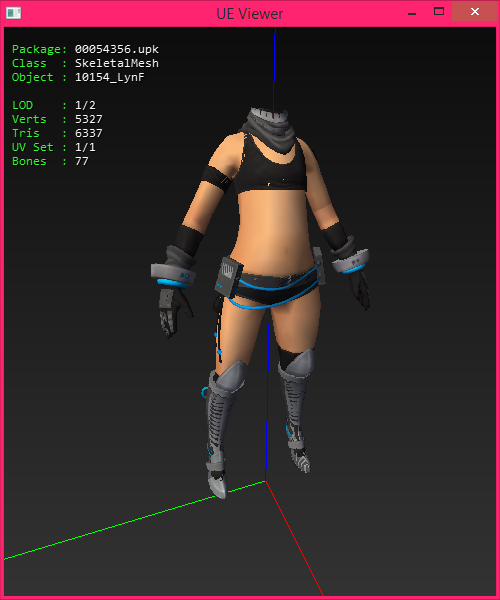 UE Viewer
Package: 00054356.upk
Class : SkeletalMesh
Object : 10154_LynF
LOD : 1/2
Verts : 5327
Tris : 6337
UV Set : 1/1
Bones : 77